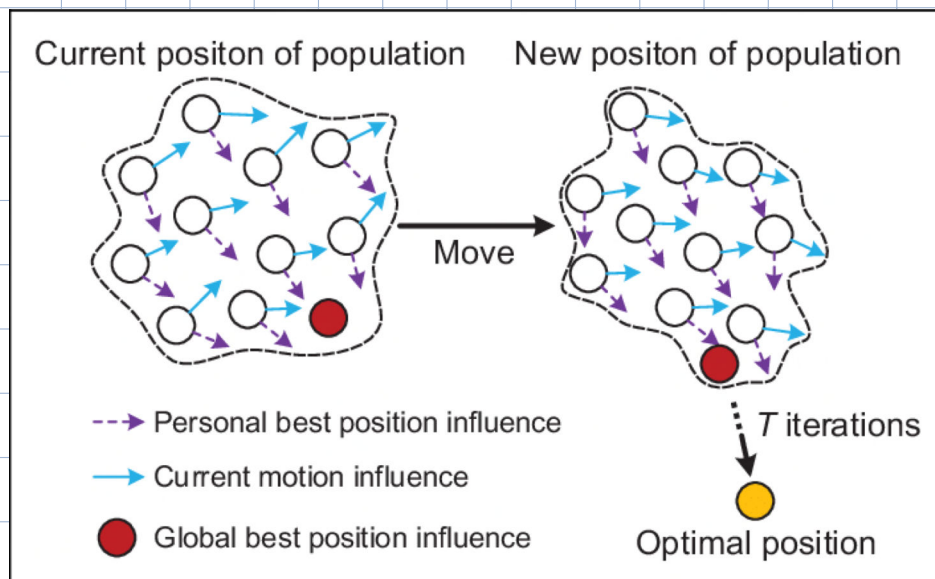 Current positon of population
New positon of population
Move
Personal best position influence
Current motion influence
Global best position influence
T iterations
Optimal position